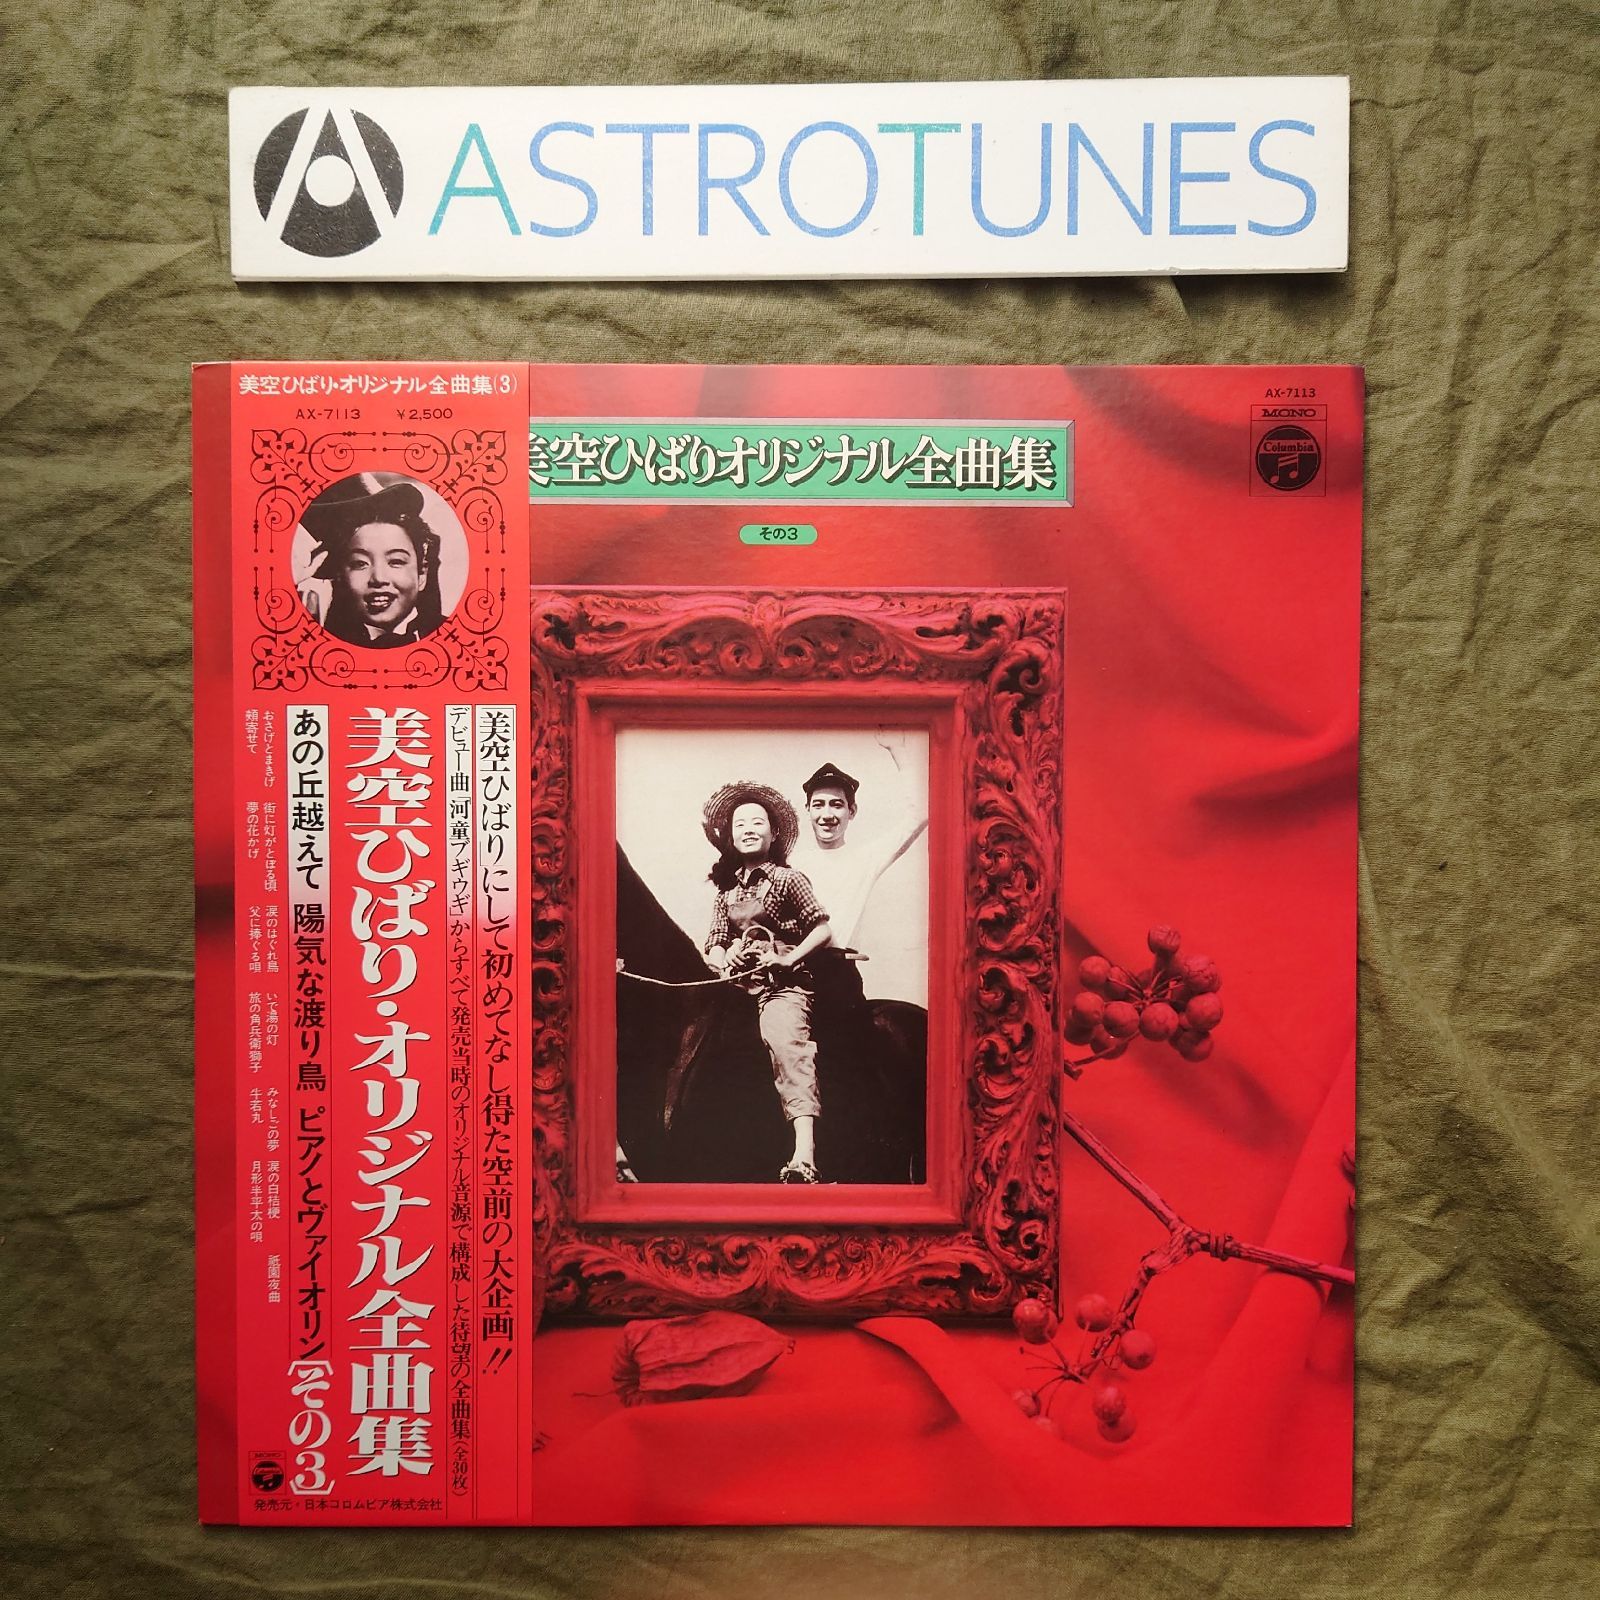 ASTROTUNES
美空ひばり・オリジナル全曲集(3)
AX-7113 ¥2,500
「美空ひばり」にして初めてなし得た空前の大企画!!
デビュー曲「河童ブギウギ」からすべて発売当時のオリジナル音源で構成した待望の全曲集(全30枚)
美空ひばり・オリジナル全曲集
あの丘越えて 陽気な渡り鳥 ピアノとヴァイオリン[その3]
おさげとまきげ 街に灯がとぼる頃 涙のはぐれ鳥 いで湯の灯 みなしごの夢 涙の白桔梗 祇園夜曲
頬寄せて 夢の花かげ 父に捧ぐる唄 旅の角兵衛獅子 牛若丸 月形半平太の唄
MONO
Columbia
発売元・日本コロムビア株式会社
美空ひばりオリジナル全曲集
その3
AX-7113
MONO
Columbia